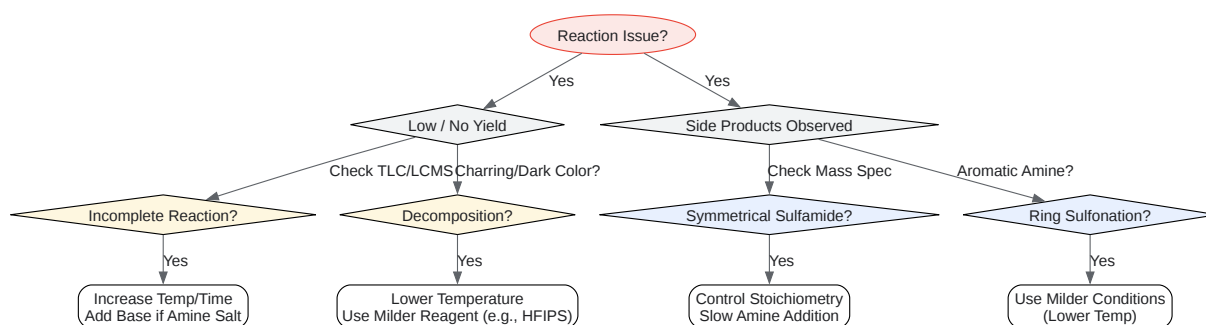 Reaction Issue?
Yes
Yes
Low / No Yield
Side Products Observed
Check TLC/LCMS
Charring/Dark Color?
Check Mass Spec
Aromatic Amine?
Incomplete Reaction?
Decomposition?
Symmetrical Sulfamide?
Ring Sulfonation?
Yes
Yes
Yes
Yes
Increase Temp/Time
Add Base if Amine Salt
Lower Temperature
Use Milder Reagent (e.g., HFIPS)
Control Stoichiometry
Slow Amine Addition
Use Milder Conditions
(Lower Temp)